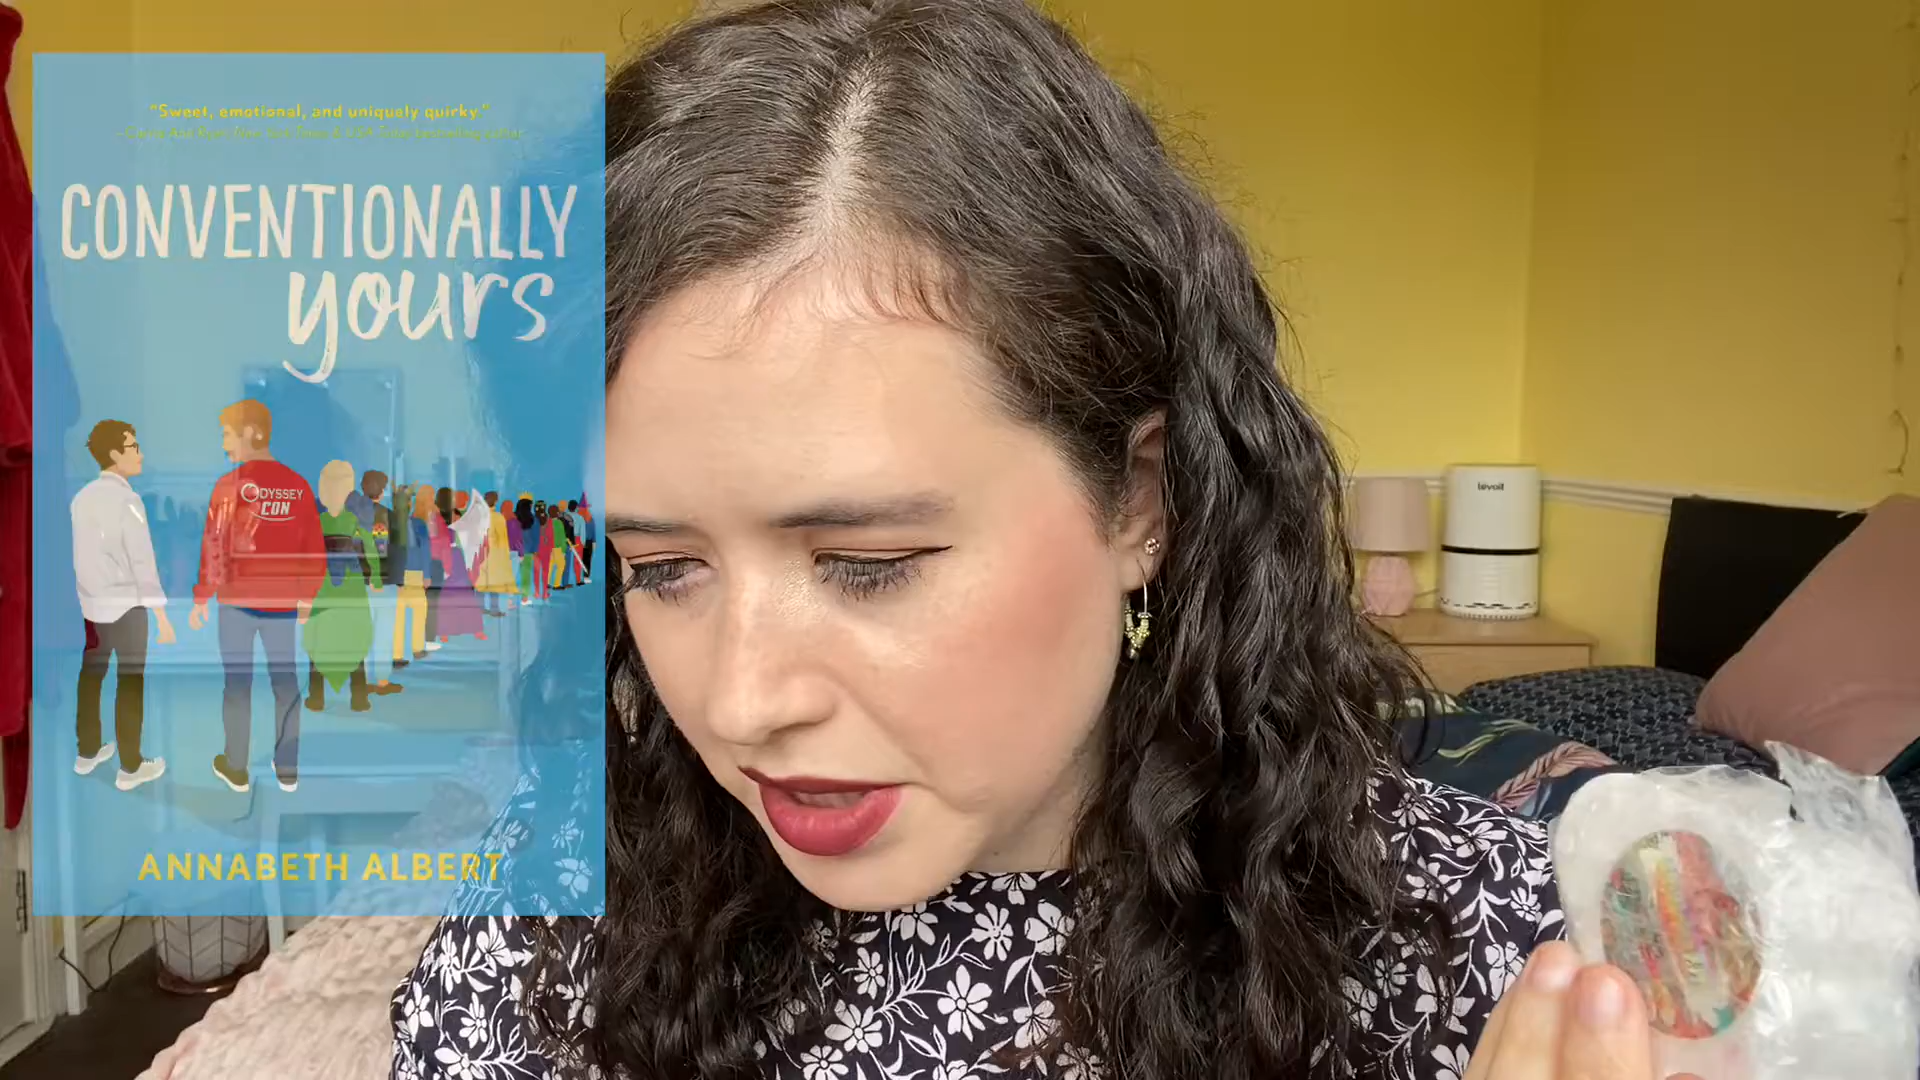 "Sweet, emotional, and uniquely quirky."
CONVENTIONALLY
yours
ODYSSEY
CON
ANNABETH ALBERT
levoit